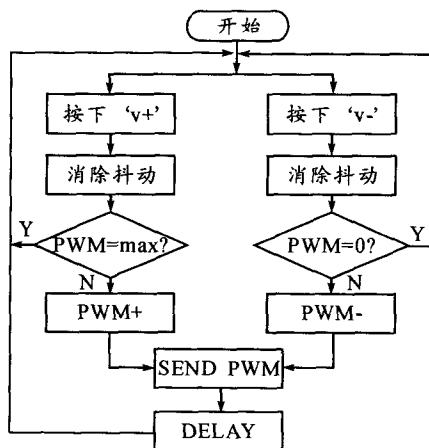 开始
按下 ‘v+’
按下 ‘v-’
消除抖动
消除抖动
Y
PWM=max?
PWM=0?
Y
N
N
PWM+
PWM-
SEND PWM
DELAY